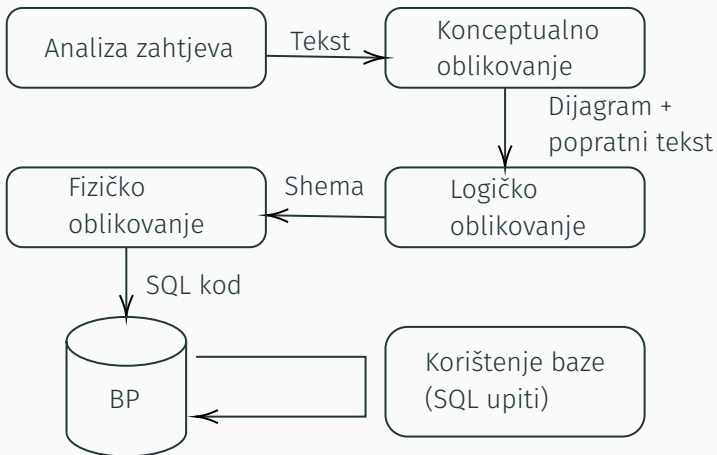 Analiza zahtjeva
Tekst
Konceptualno
oblikovanje
Dijagram +
popratni tekst
Logičko
oblikovanje
Shema
Fizičko
oblikovanje
SQL kod
BP
Korištenje baze
(SQL upiti)